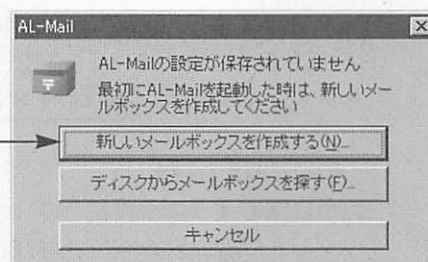 AL-Mail
AL-Mailの設定が保存されていません
最初にAL-Mailを起動した時は、新しいメー
ルボックスを作成してください
新しいメールボックスを作成する(N)...
ディスクからメールボックスを探す(F)...
キャンセル